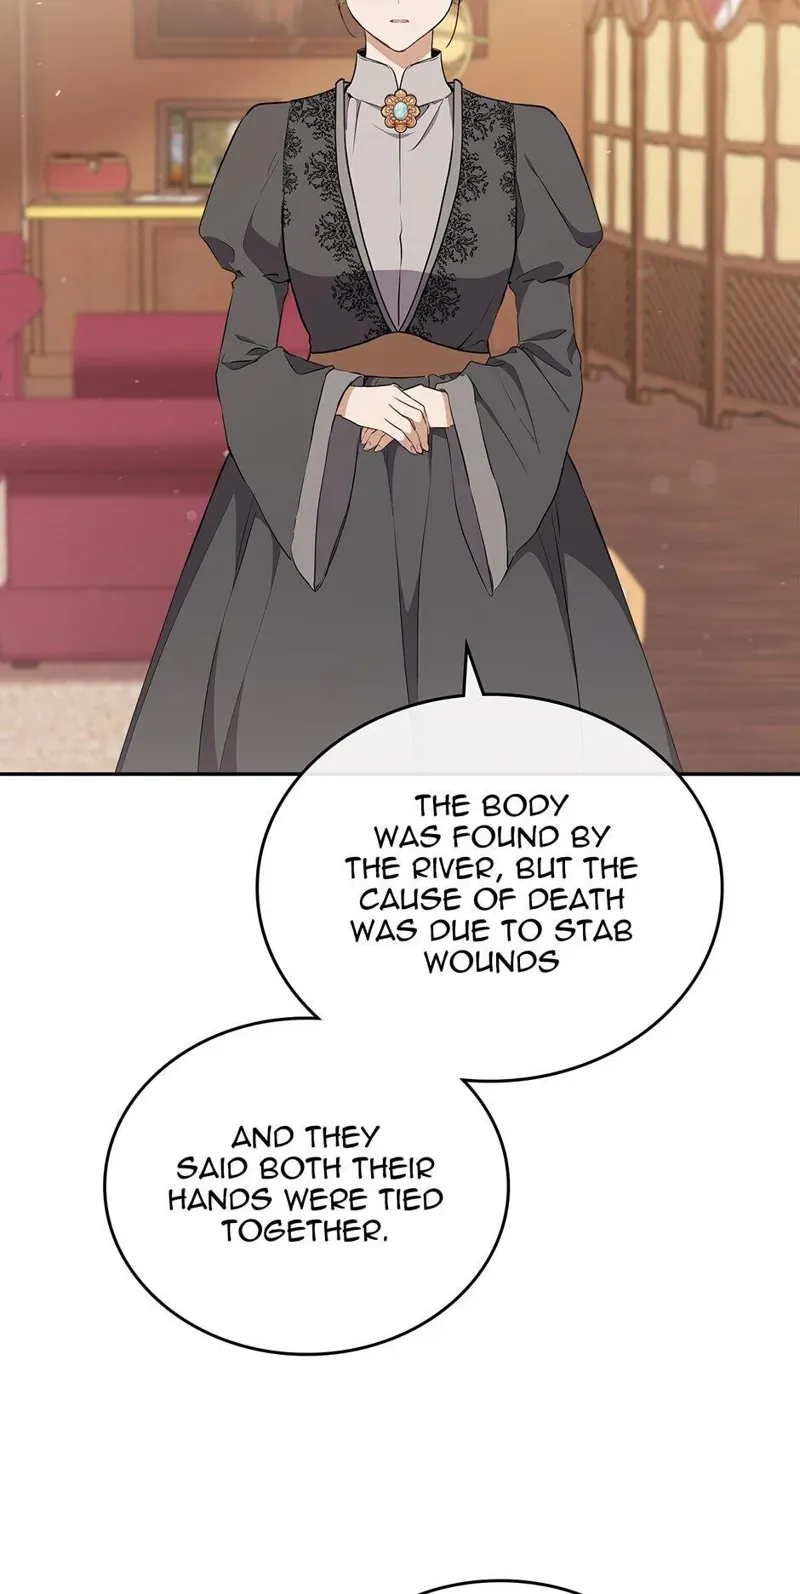 THE BODY
WAS FOUND BY
THE RIVER, BUT THE
CAUSE OF DEATH
WAS DUE TO STAB
WOUNDS
AND THEY
SAID BOTH THEIR
HANDS WERE TIED
TOGETHER.